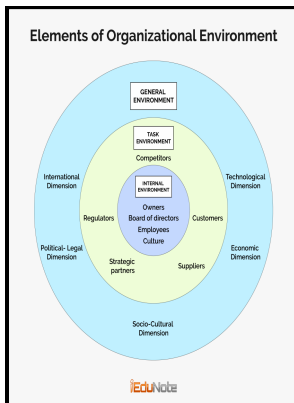 Elements of Organizational Environment
GENERAL
ENVIRONMENT
TASK
ENVIRONMENT
Competitors
INTERNAL
ENVIRONMENT
International
Dimension
Technological
Dimension
Owners
Regulators
Board of directors
Customers
Employees
Culture
Political- Legal
Dimension
Economic
Dimension
Strategic
partners
Suppliers
Socio-Cultural
Dimension
iEduNote